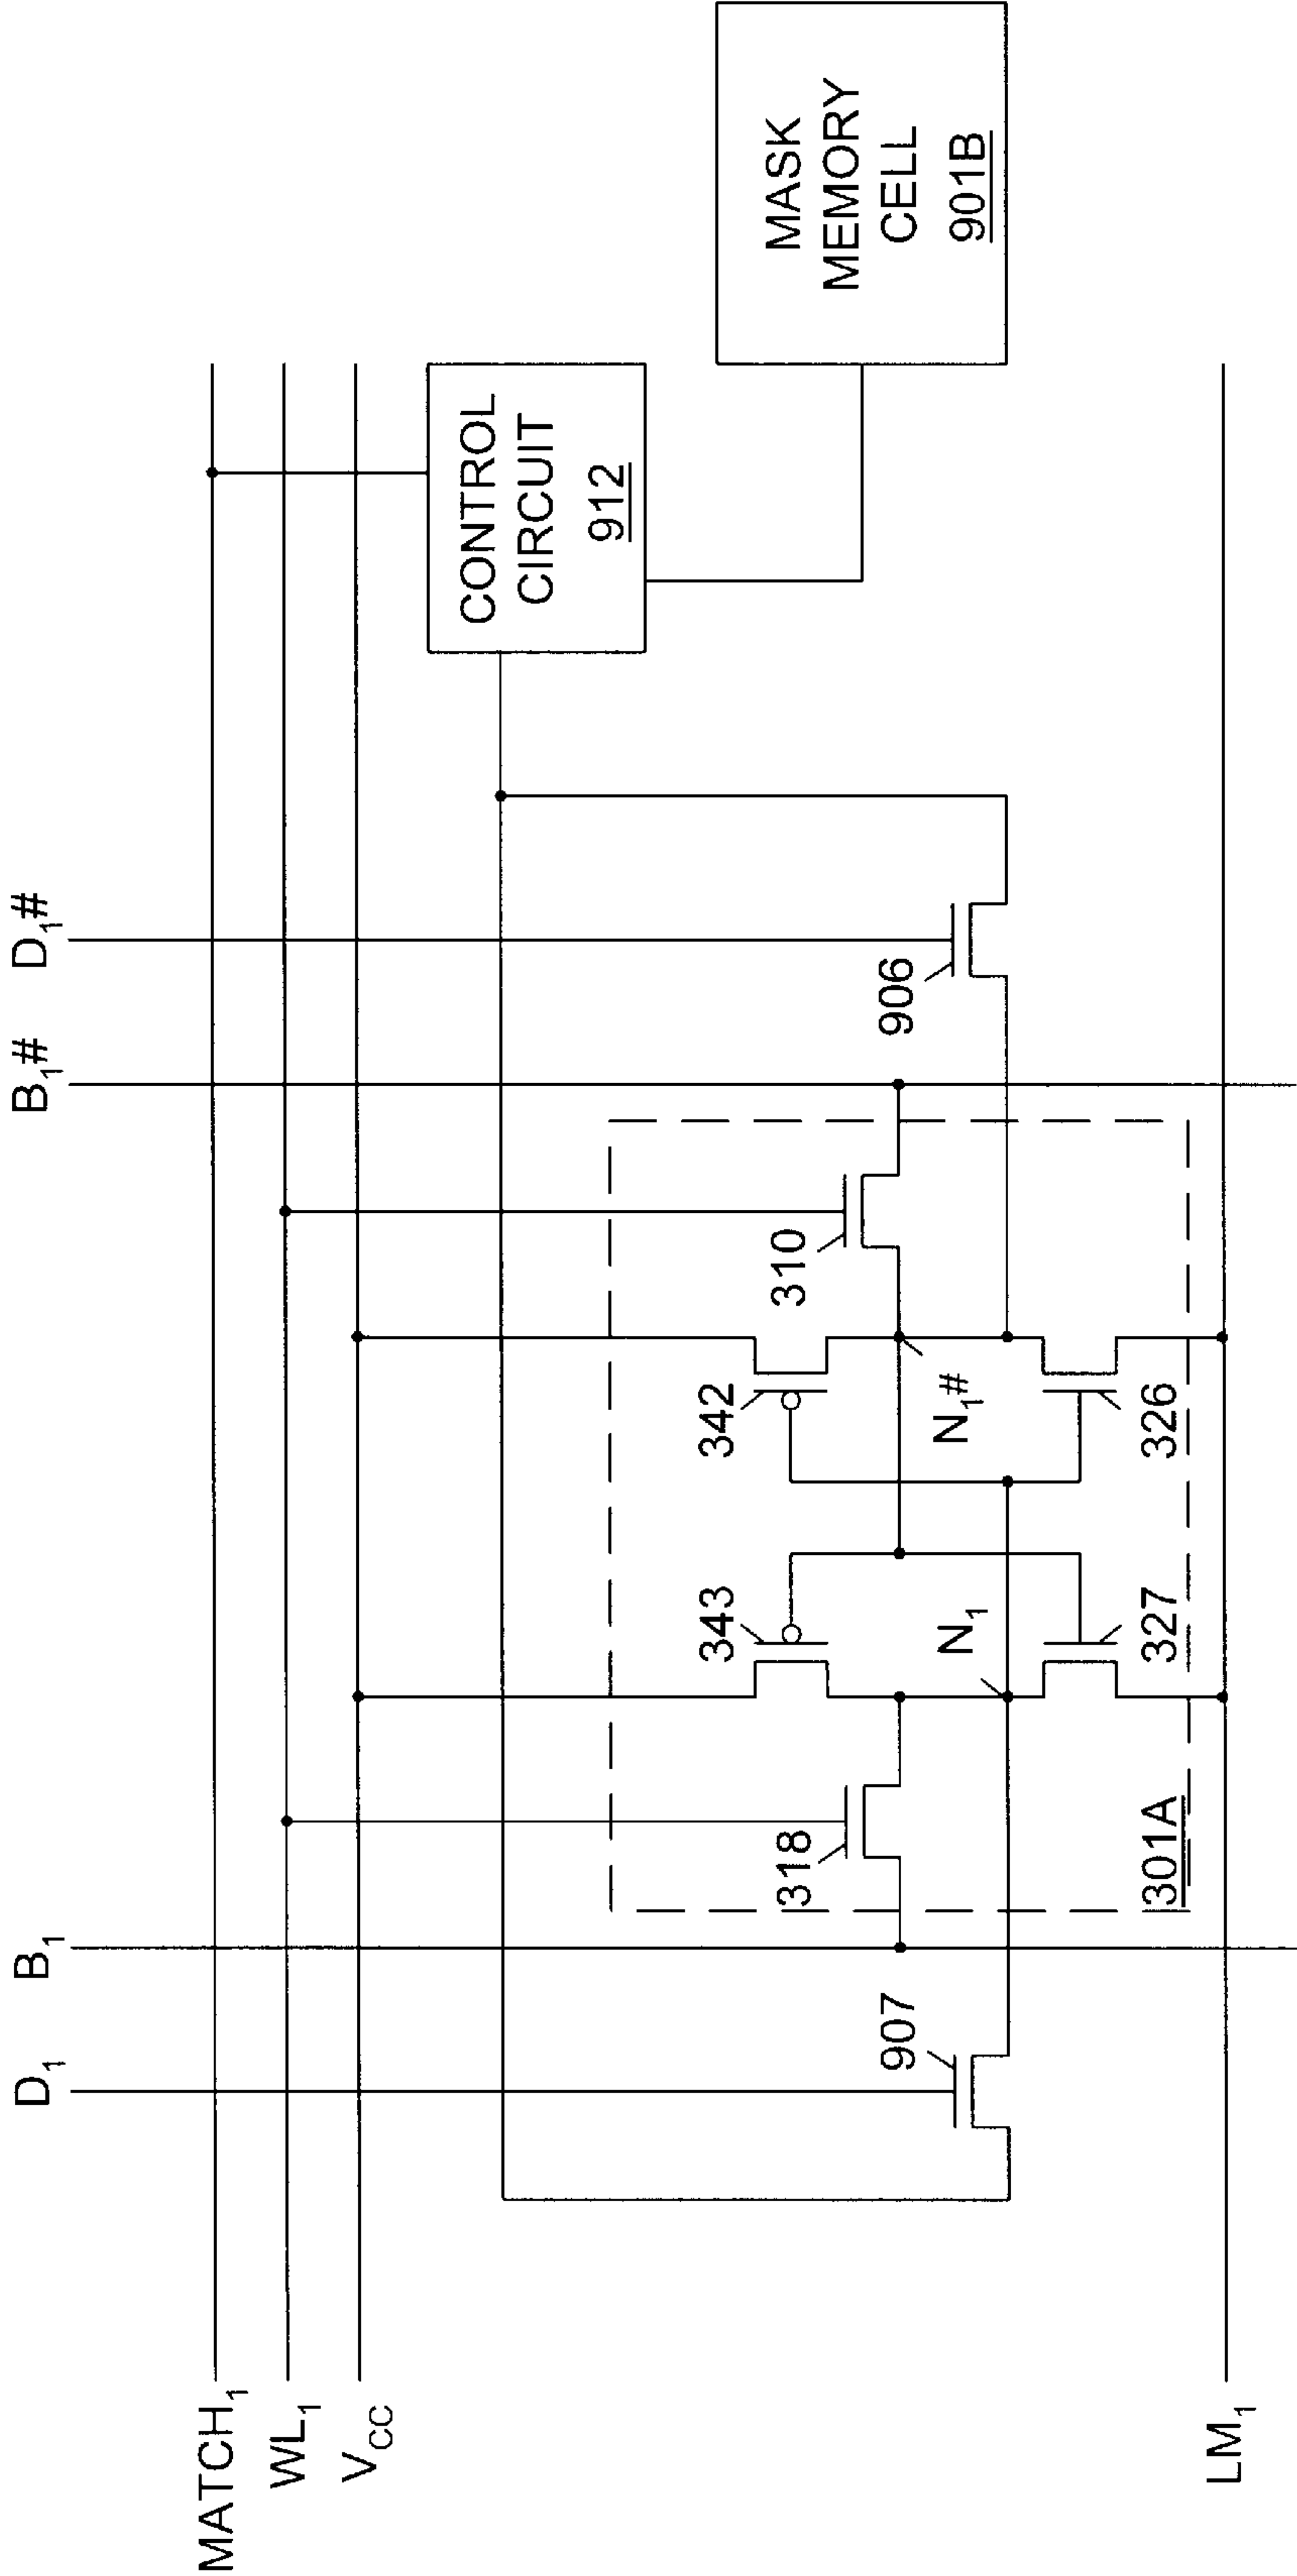 D₁ B₁ B₁# D₁#
MATCH₁
WL₁
V_CC
LM₁
CONTROL
CIRCUIT
912
MASK
MEMORY
CELL
901B
907
318
343
342
310
906
N₁
N₁#
327
326
301A